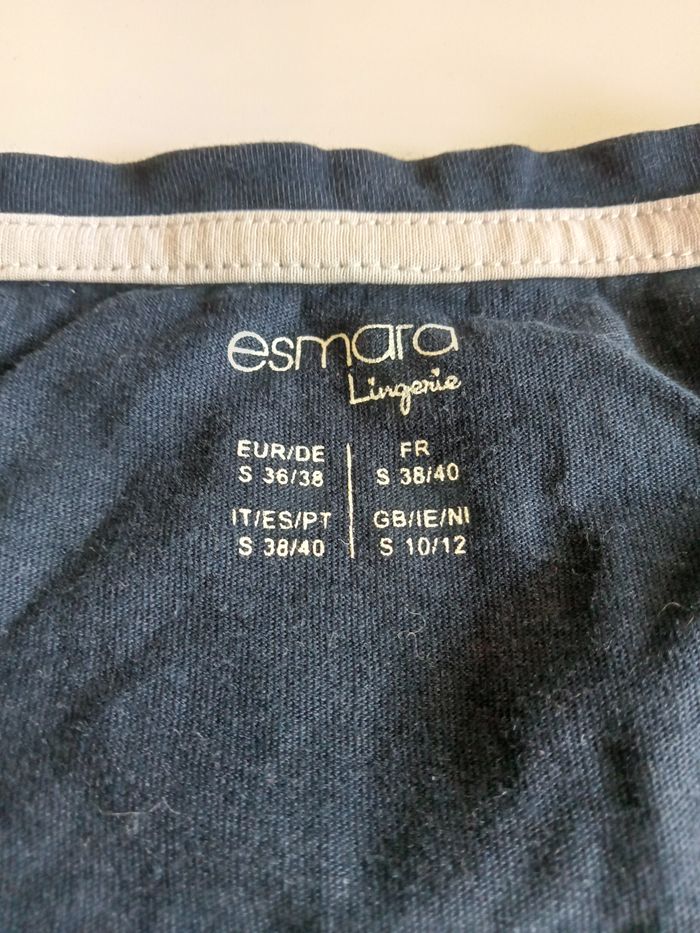 esmara
Lingerie
EUR/DE
S 36/38
FR
S 38/40
IT/ES/PT
S 38/40
GB/IE/NI
S 10/12